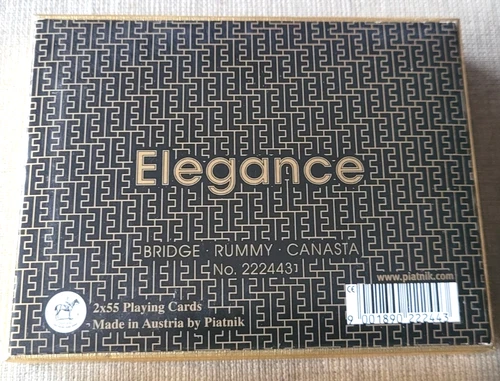 Elegance
BRIDGE · RUMMY · CANASTA
No. 2224431
www.piatnik.com
CE
2x55 Playing Cards
Made in Austria by Piatnik
9 001890 222443